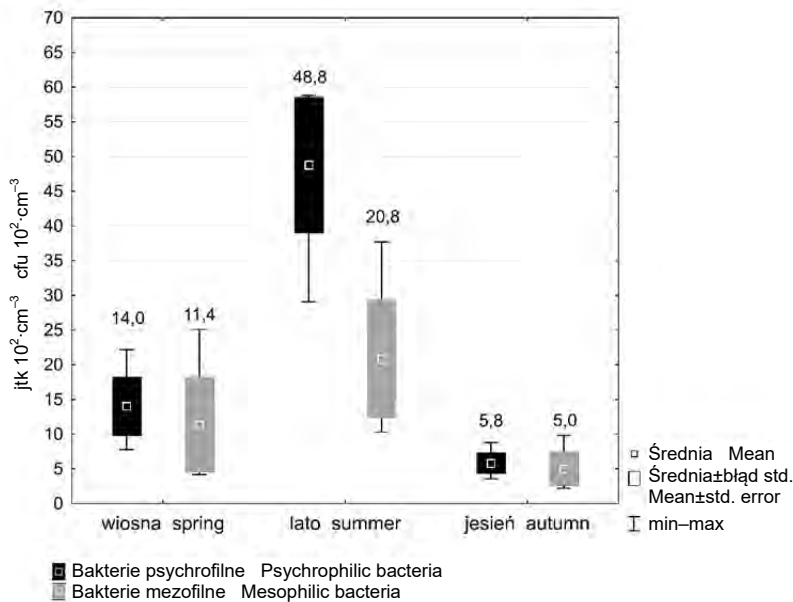 jtk 10²·cm⁻³ cfu 10²·cm⁻³
70
65
60
55
50
45
40
35
30
25
20
15
10
5
0
14,0
11,4
48,8
20,8
5,8
5,0
wiosna spring
lato summer
jesień autumn
Średnia Mean
Średnia±błąd std.
Mean±std. error
min–max
Bakterie psychrofilne Psychrophilic bacteria
Bakterie mezofilne Mesophilic bacteria